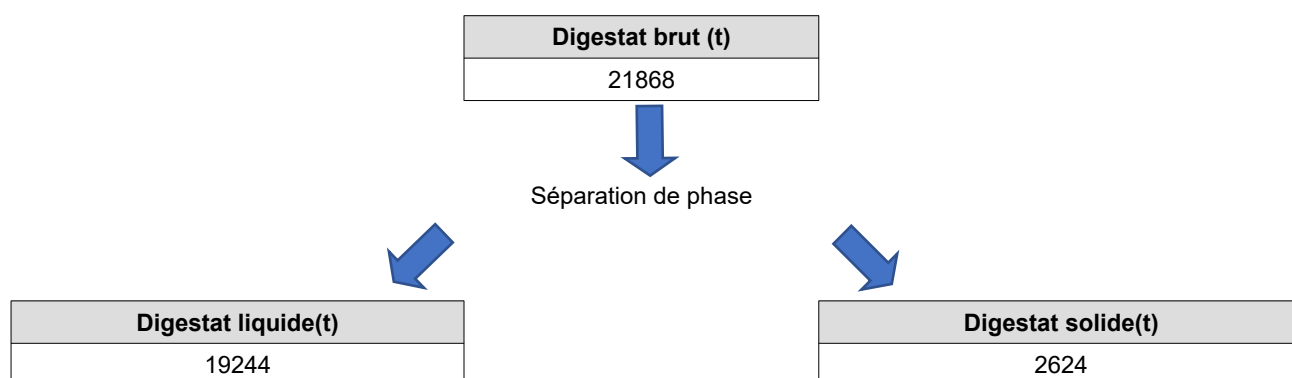 Digestat brut (t)
21868
Séparation de phase
Digestat liquide(t)
19244
Digestat solide(t)
2624